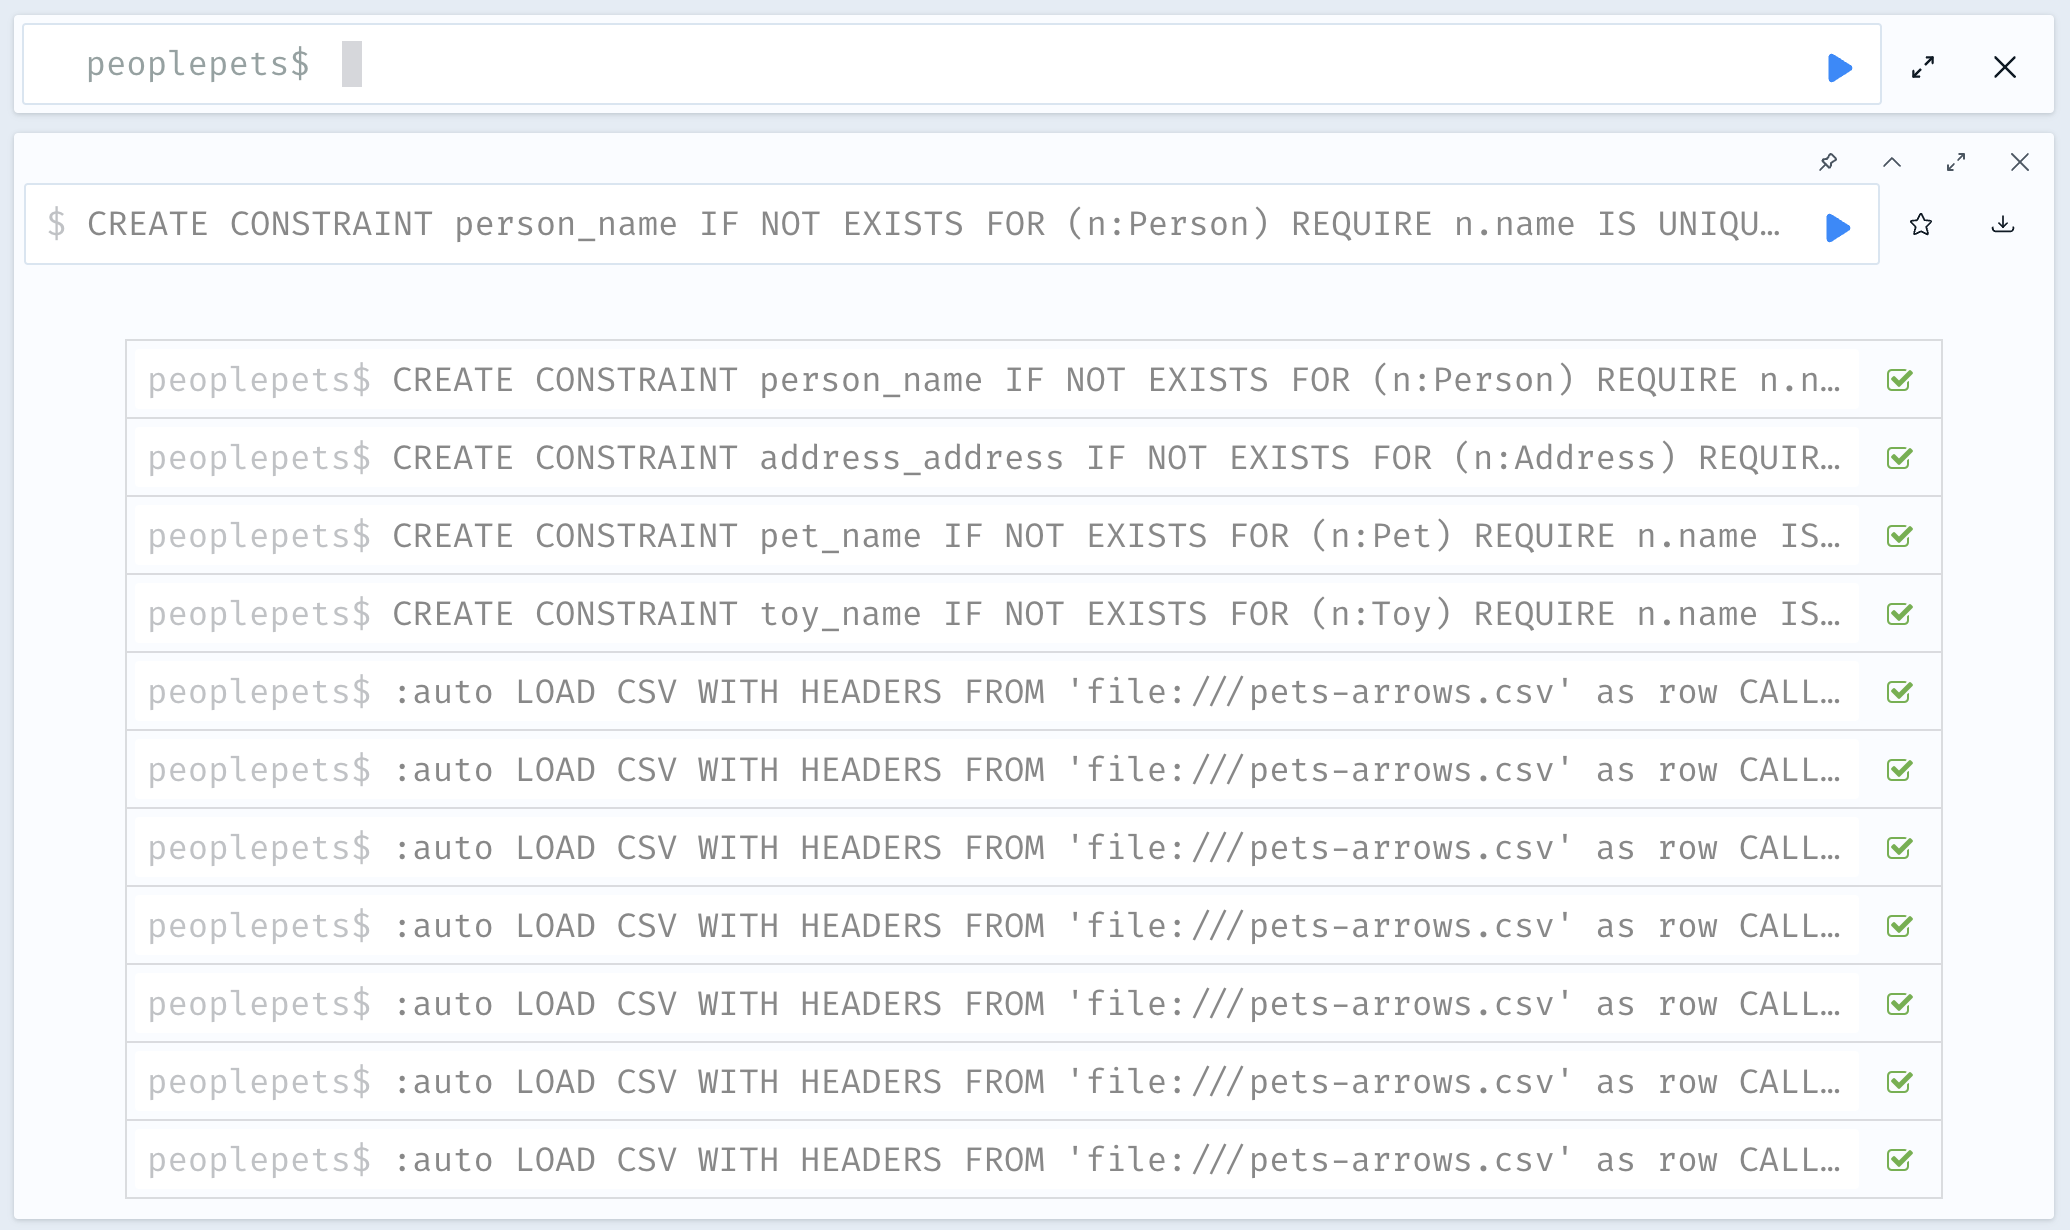 peoplepets$
$ CREATE CONSTRAINT person_name IF NOT EXISTS FOR (n:Person) REQUIRE n.name IS UNIQU…
peoplepets$ CREATE CONSTRAINT person_name IF NOT EXISTS FOR (n:Person) REQUIRE n.n…
peoplepets$ CREATE CONSTRAINT address_address IF NOT EXISTS FOR (n:Address) REQUIR…
peoplepets$ CREATE CONSTRAINT pet_name IF NOT EXISTS FOR (n:Pet) REQUIRE n.name IS…
peoplepets$ CREATE CONSTRAINT toy_name IF NOT EXISTS FOR (n:Toy) REQUIRE n.name IS…
peoplepets$ :auto LOAD CSV WITH HEADERS FROM 'file:///pets-arrows.csv' as row CALL…
peoplepets$ :auto LOAD CSV WITH HEADERS FROM 'file:///pets-arrows.csv' as row CALL…
peoplepets$ :auto LOAD CSV WITH HEADERS FROM 'file:///pets-arrows.csv' as row CALL…
peoplepets$ :auto LOAD CSV WITH HEADERS FROM 'file:///pets-arrows.csv' as row CALL…
peoplepets$ :auto LOAD CSV WITH HEADERS FROM 'file:///pets-arrows.csv' as row CALL…
peoplepets$ :auto LOAD CSV WITH HEADERS FROM 'file:///pets-arrows.csv' as row CALL…
peoplepets$ :auto LOAD CSV WITH HEADERS FROM 'file:///pets-arrows.csv' as row CALL…